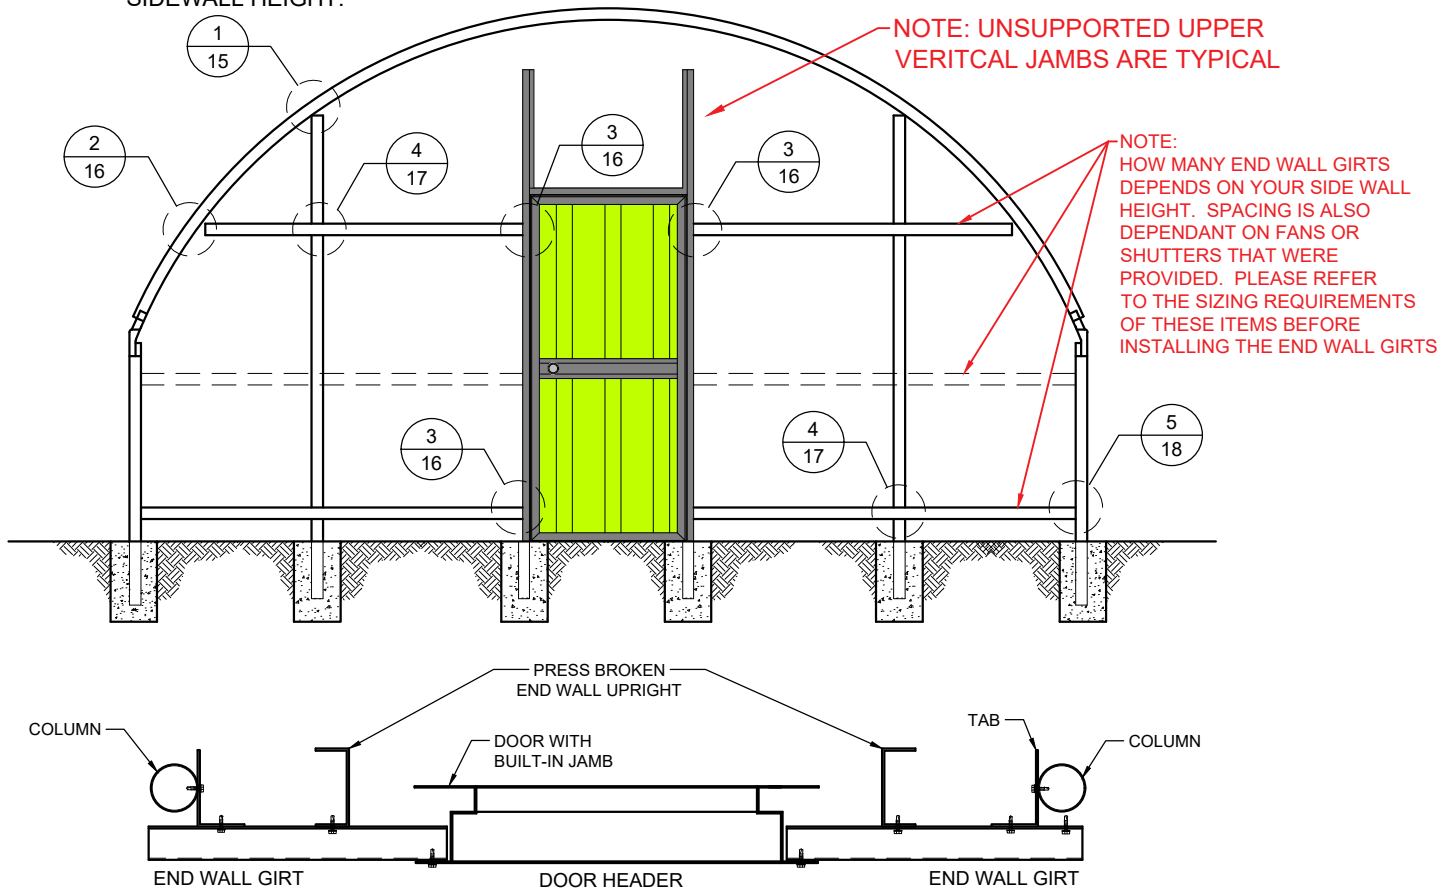 SIDEWALL HEIGHT.
NOTE: UNSUPPORTED UPPER
VERITCAL JAMBS ARE TYPICAL
1
15
2
16
4
17
3
16
3
16
NOTE:
HOW MANY END WALL GIRTS
DEPENDS ON YOUR SIDE WALL
HEIGHT. SPACING IS ALSO
DEPENDANT ON FANS OR
SHUTTERS THAT WERE
PROVIDED. PLEASE REFER
TO THE SIZING REQUIREMENTS
OF THESE ITEMS BEFORE
INSTALLING THE END WALL GIRTS
3
16
4
17
5
18
PRESS BROKEN
END WALL UPRIGHT
COLUMN
DOOR WITH
BUILT-IN JAMB
TAB
COLUMN
END WALL GIRT
DOOR HEADER
END WALL GIRT